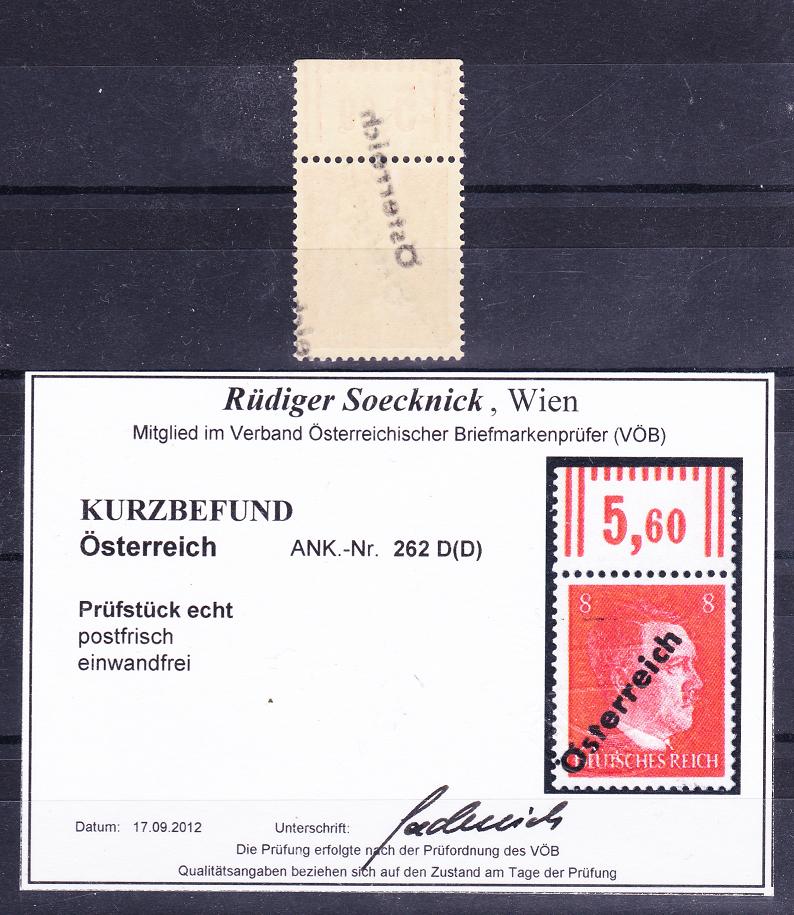 Österreich
Rüdiger Soecknick, Wien
Mitglied im Verband Österreichischer Briefmarkenprüfer (VÖB)
KURZBEFUND
Österreich ANK.-Nr. 262 D(D)
5,60
Prüfstück echt
postfrisch
einwandfrei
8 8
Österreich
DEUTSCHES REICH
Datum: 17.09.2012 Unterschrift:
Die Prüfung erfolgte nach der Prüfordnung des VÖB
Qualitätsangaben beziehen sich auf den Zustand am Tage der Prüfung